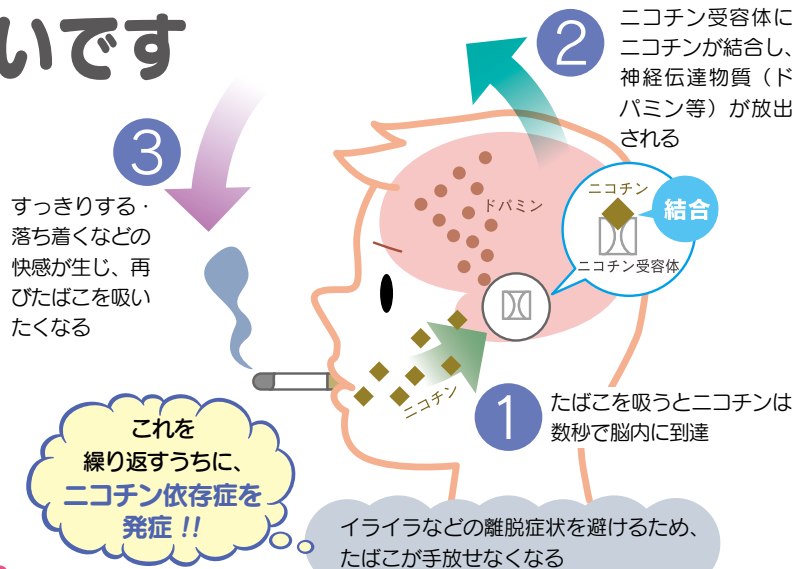 いです
②
ニコチン受容体に
ニコチンが結合し、
神経伝達物質（ド
パミン等）が放出
される
③
すっきりする・
落ち着くなどの
快感が生じ、再
びたばこを吸い
たくなる
ドパミン
ニコチン
結合
ニコチン受容体
ニコチン
①
たばこを吸うとニコチンは
数秒で脳内に到達
これを
繰り返すうちに、
ニコチン依存症を
発症!!
イライラなどの離脱症状を避けるため、
たばこが手放せなくなる